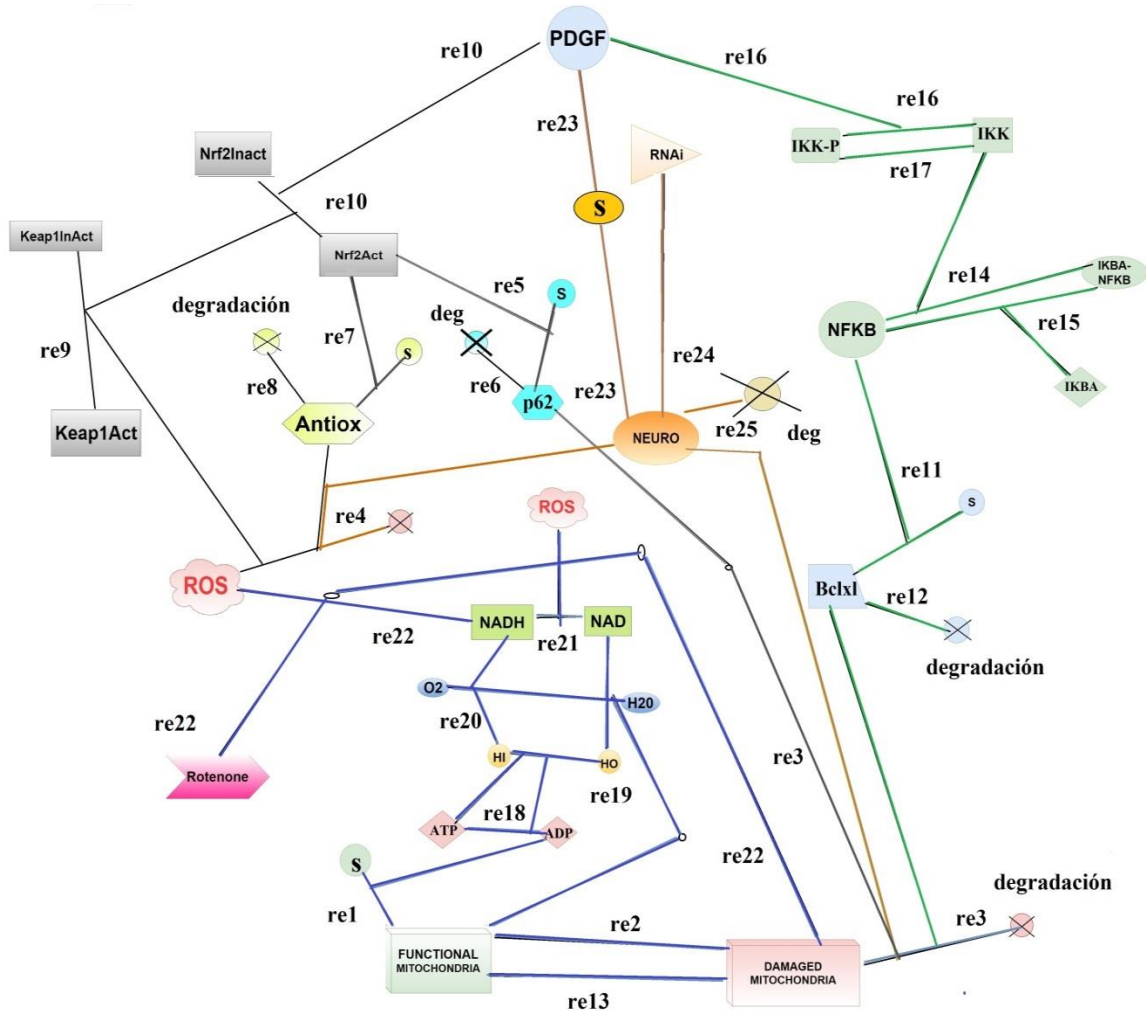 PDGF
re10
re16
re16
re23
RNAi
IKK-P
IKK
re17
Nrf2Inact
S
re10
Keap1InAct
Nrf2Act
re5
S
re14
IKBA-
NFKB
degradación
deg
NFKB
re15
re7
s
re24
re9
re8
re6
re23
IKBA
p62
re25
deg
Keap1Act
Antiox
NEURO
re11
ROS
S
re4
ROS
Bclxl
re12
NADH
NAD
re22
re21
degradación
O2
H20
re20
re22
HI
HO
re3
Rotenone
re19
re18
ATP
ADP
s
re22
degradación
re1
re2
re3
FUNCTIONAL
MITOCHONDRIA
DAMAGED
MITOCHONDRIA
re13